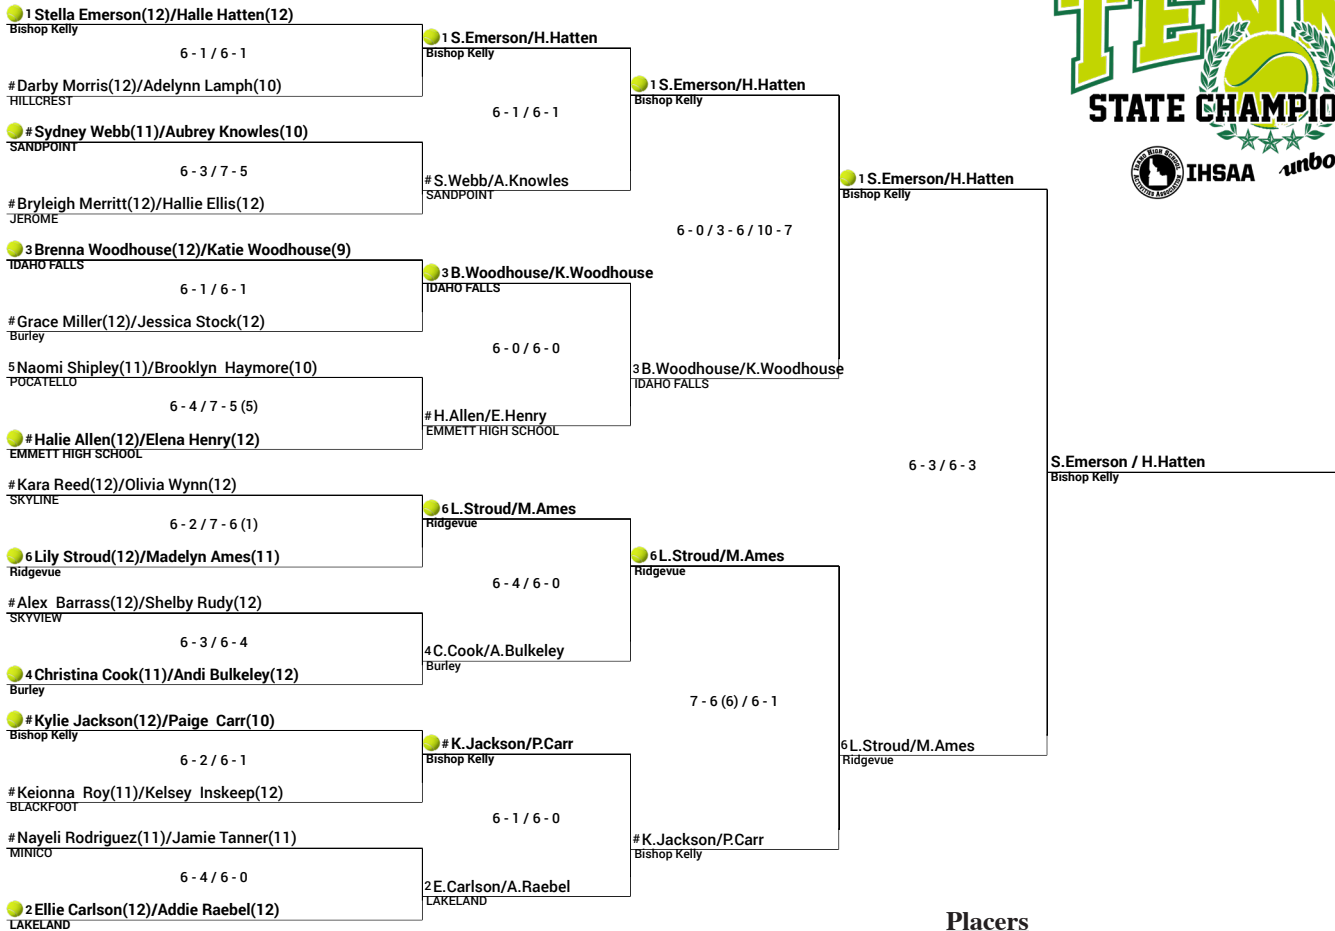 1 Stella Emerson(12)/Halle Hatten(12)
Bishop Kelly
6 - 1 / 6 - 1
# Darby Morris(12)/Adelynn Lamph(10)
HILLCREST
# Sydney Webb(11)/Aubrey Knowles(10)
SANDPOINT
6 - 3 / 7 - 5
# Bryleigh Merritt(12)/Hallie Ellis(12)
JEROME
3 Brenna Woodhouse(12)/Katie Woodhouse(9)
IDAHO FALLS
6 - 1 / 6 - 1
# Grace Miller(12)/Jessica Stock(12)
Burley
5 Naomi Shipley(11)/Brooklyn Haymore(10)
POCATELLO
6 - 4 / 7 - 5 (5)
# Halie Allen(12)/Elena Henry(12)
EMMETT HIGH SCHOOL
# Kara Reed(12)/Olivia Wynn(12)
SKYLINE
6 - 2 / 7 - 6 (1)
6 Lily Stroud(12)/Madelyn Ames(11)
Ridgevue
# Alex Barrass(12)/Shelby Rudy(12)
SKYVIEW
6 - 3 / 6 - 4
4 Christina Cook(11)/Andi Bulkeley(12)
Burley
# Kylie Jackson(12)/Paige Carr(10)
Bishop Kelly
6 - 2 / 6 - 1
# Keionna Roy(11)/Kelsey Inskeep(12)
BLACKFOOT
# Nayeli Rodriguez(11)/Jamie Tanner(11)
MINICO
6 - 4 / 6 - 0
2 Ellie Carlson(12)/Addie Raebel(12)
LAKELAND
1 S.Emerson/H.Hatten
Bishop Kelly
6 - 1 / 6 - 1
# S.Webb/A.Knowles
SANDPOINT
3 B.Woodhouse/K.Woodhouse
IDAHO FALLS
6 - 0 / 6 - 0
# H.Allen/E.Henry
EMMETT HIGH SCHOOL
6 L.Stroud/M.Ames
Ridgevue
6 - 4 / 6 - 0
4 C.Cook/A.Bulkeley
Burley
# K.Jackson/P.Carr
Bishop Kelly
6 - 1 / 6 - 0
2 E.Carlson/A.Raebel
LAKELAND
1 S.Emerson/H.Hatten
Bishop Kelly
6 - 0 / 3 - 6 / 10 - 7
3 B.Woodhouse/K.Woodhouse
IDAHO FALLS
6 L.Stroud/M.Ames
Ridgevue
7 - 6 (6) / 6 - 1
# K.Jackson/P.Carr
Bishop Kelly
1 S.Emerson/H.Hatten
Bishop Kelly
6 - 3 / 6 - 3
6 L.Stroud/M.Ames
Ridgevue
S.Emerson / H.Hatten
Bishop Kelly
TENN
STATE CHAMPIO
IDAHO HIGH SCHOOL
ACTIVITIES ASSOCIATION
IHSAA
unbo
Placers